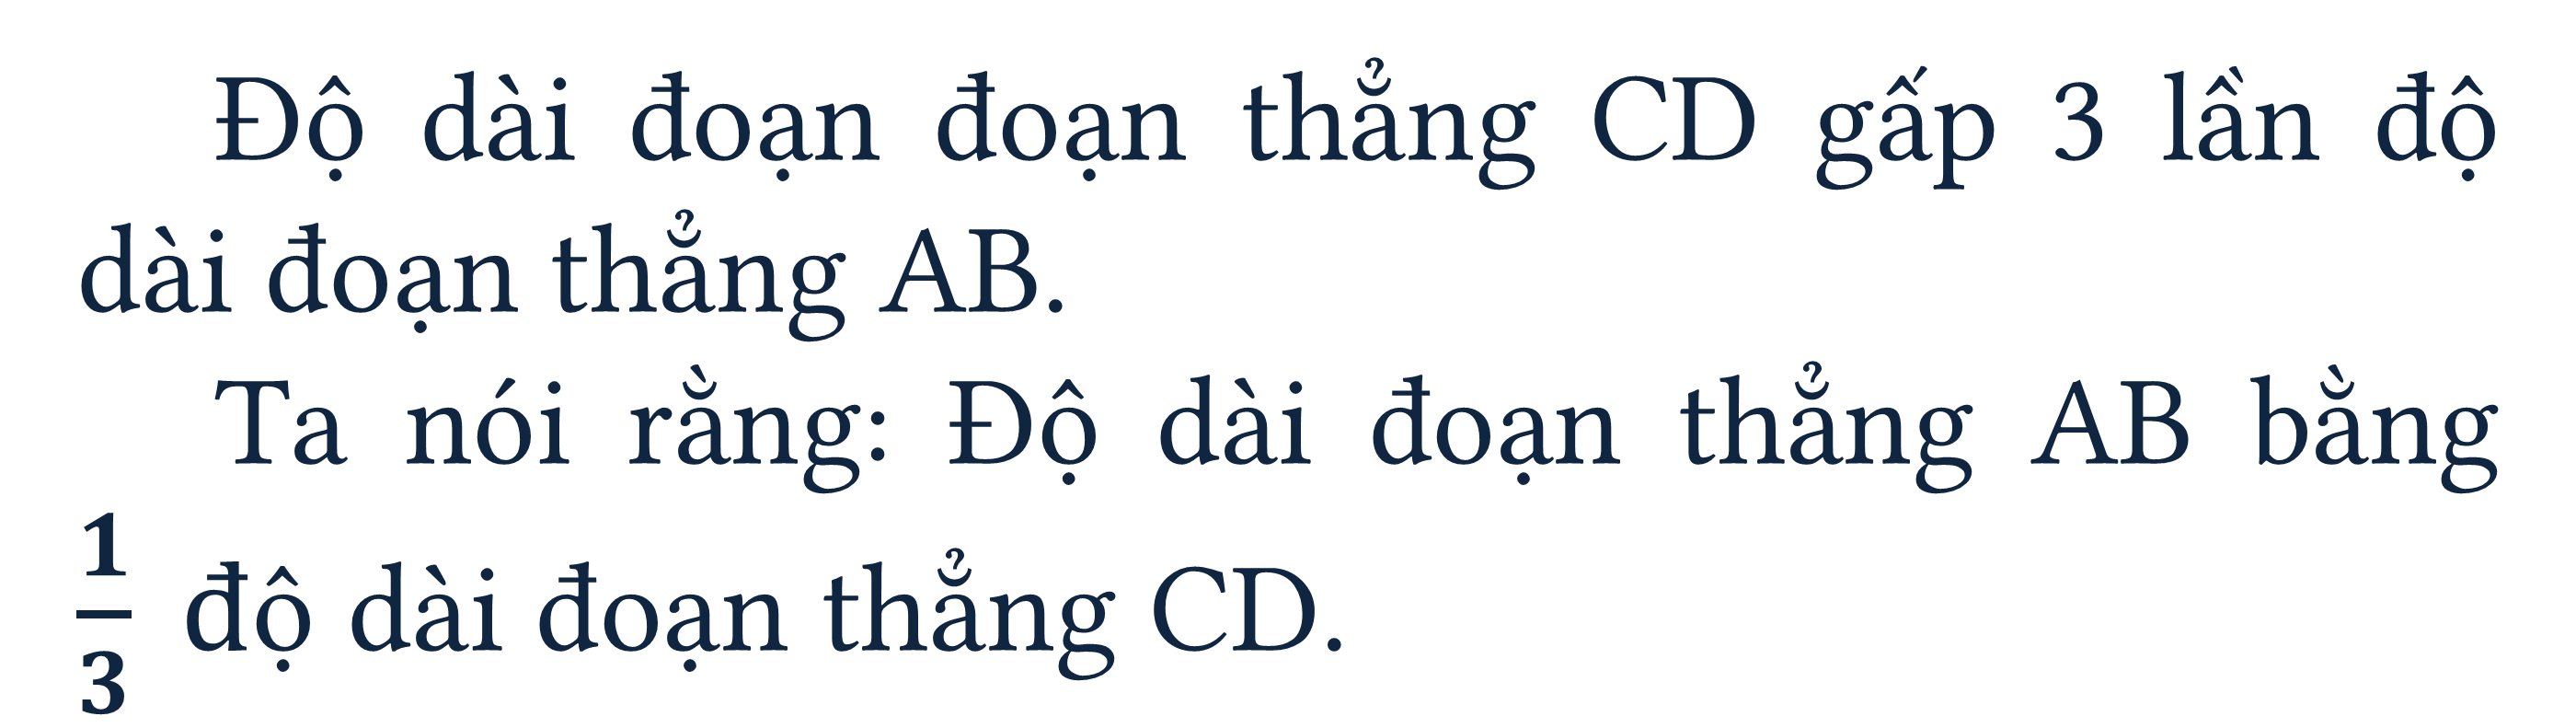 Độ dài đoạn đoạn thẳng CD gấp 3 lần độ
dài đoạn thẳng AB.
Ta nói rằng: Độ dài đoạn thẳng AB bằng
1/3 độ dài đoạn thẳng CD.